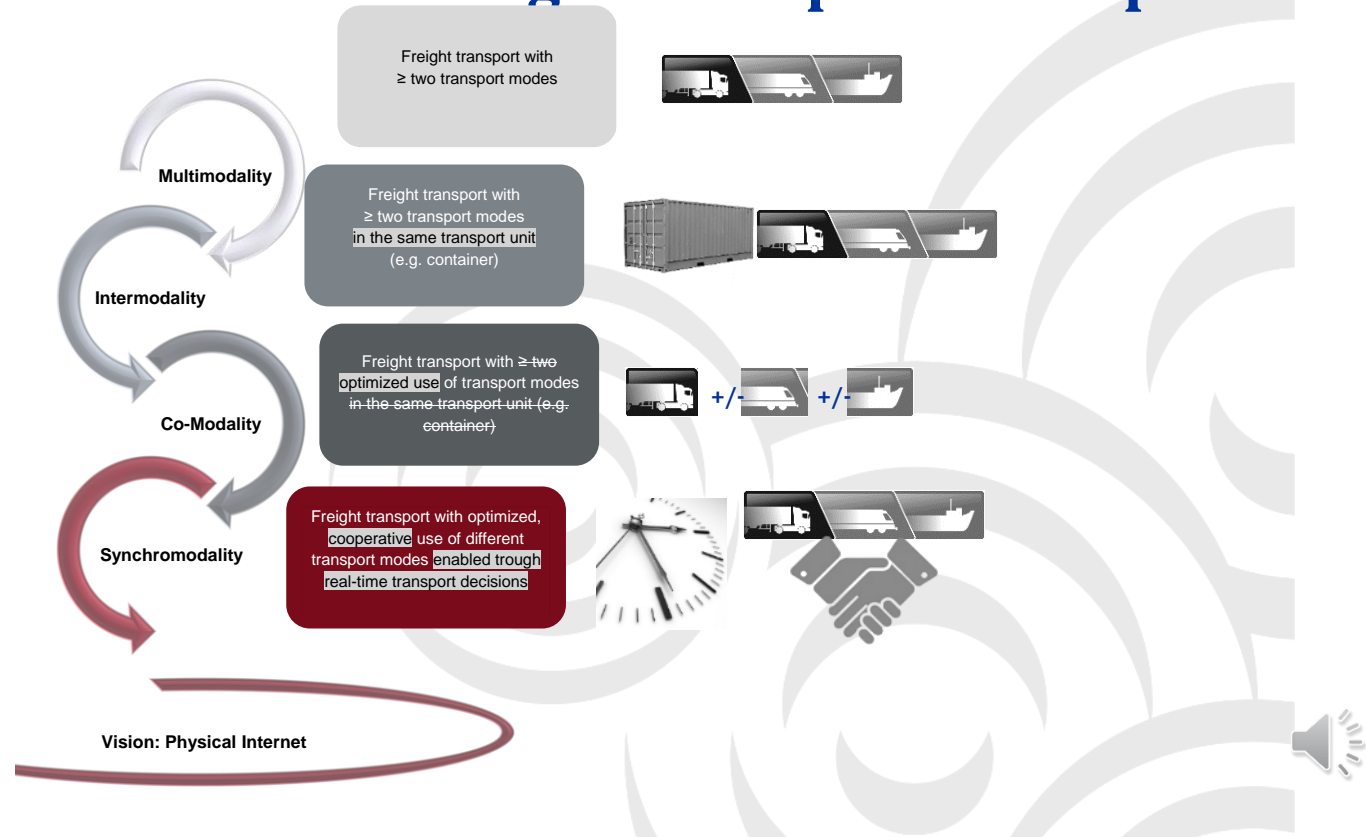 Freight transport with
≥ two transport modes
Multimodality
Freight transport with
≥ two transport modes
in the same transport unit
(e.g. container)
Intermodality
Freight transport with ≥ two
optimized use of transport modes
in the same transport unit (e.g.
container)
+/-
+/-
Co-Modality
Freight transport with optimized,
cooperative use of different
transport modes enabled trough
real-time transport decisions
Synchromodality
Vision: Physical Internet